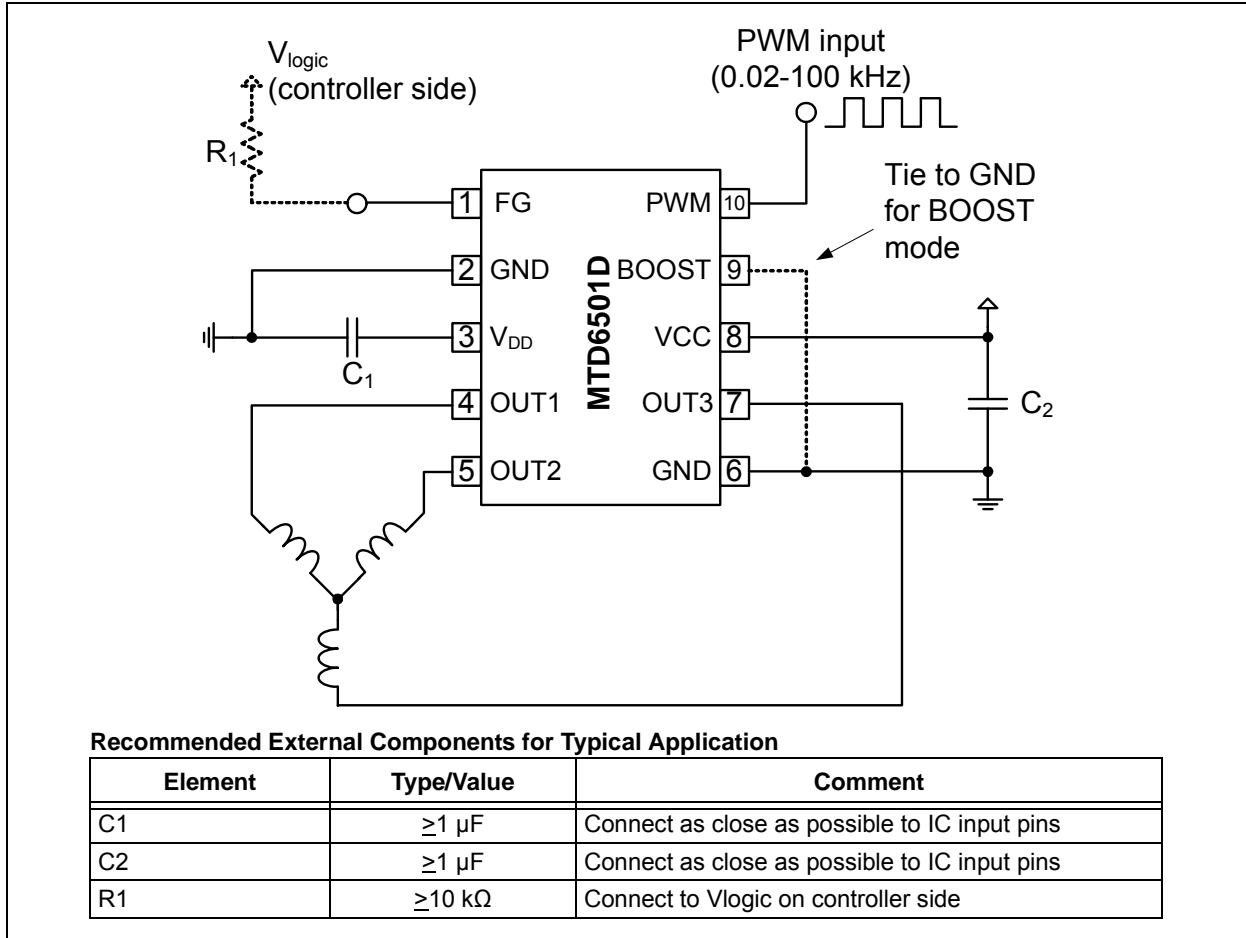 Vlogic
(controller side)
R1
PWM input
(0.02-100 kHz)
Tie to GND
for BOOST
mode
1 FG
PWM 10
2 GND
BOOST 9
3 VDD
VCC 8
4 OUT1
OUT3 7
5 OUT2
GND 6
MTD6501D
C1
C2
Recommended External Components for Typical Application
Element Type/Value Comment
C1 ≥1 µF Connect as close as possible to IC input pins
C2 ≥1 µF Connect as close as possible to IC input pins
R1 ≥10 kΩ Connect to Vlogic on controller side